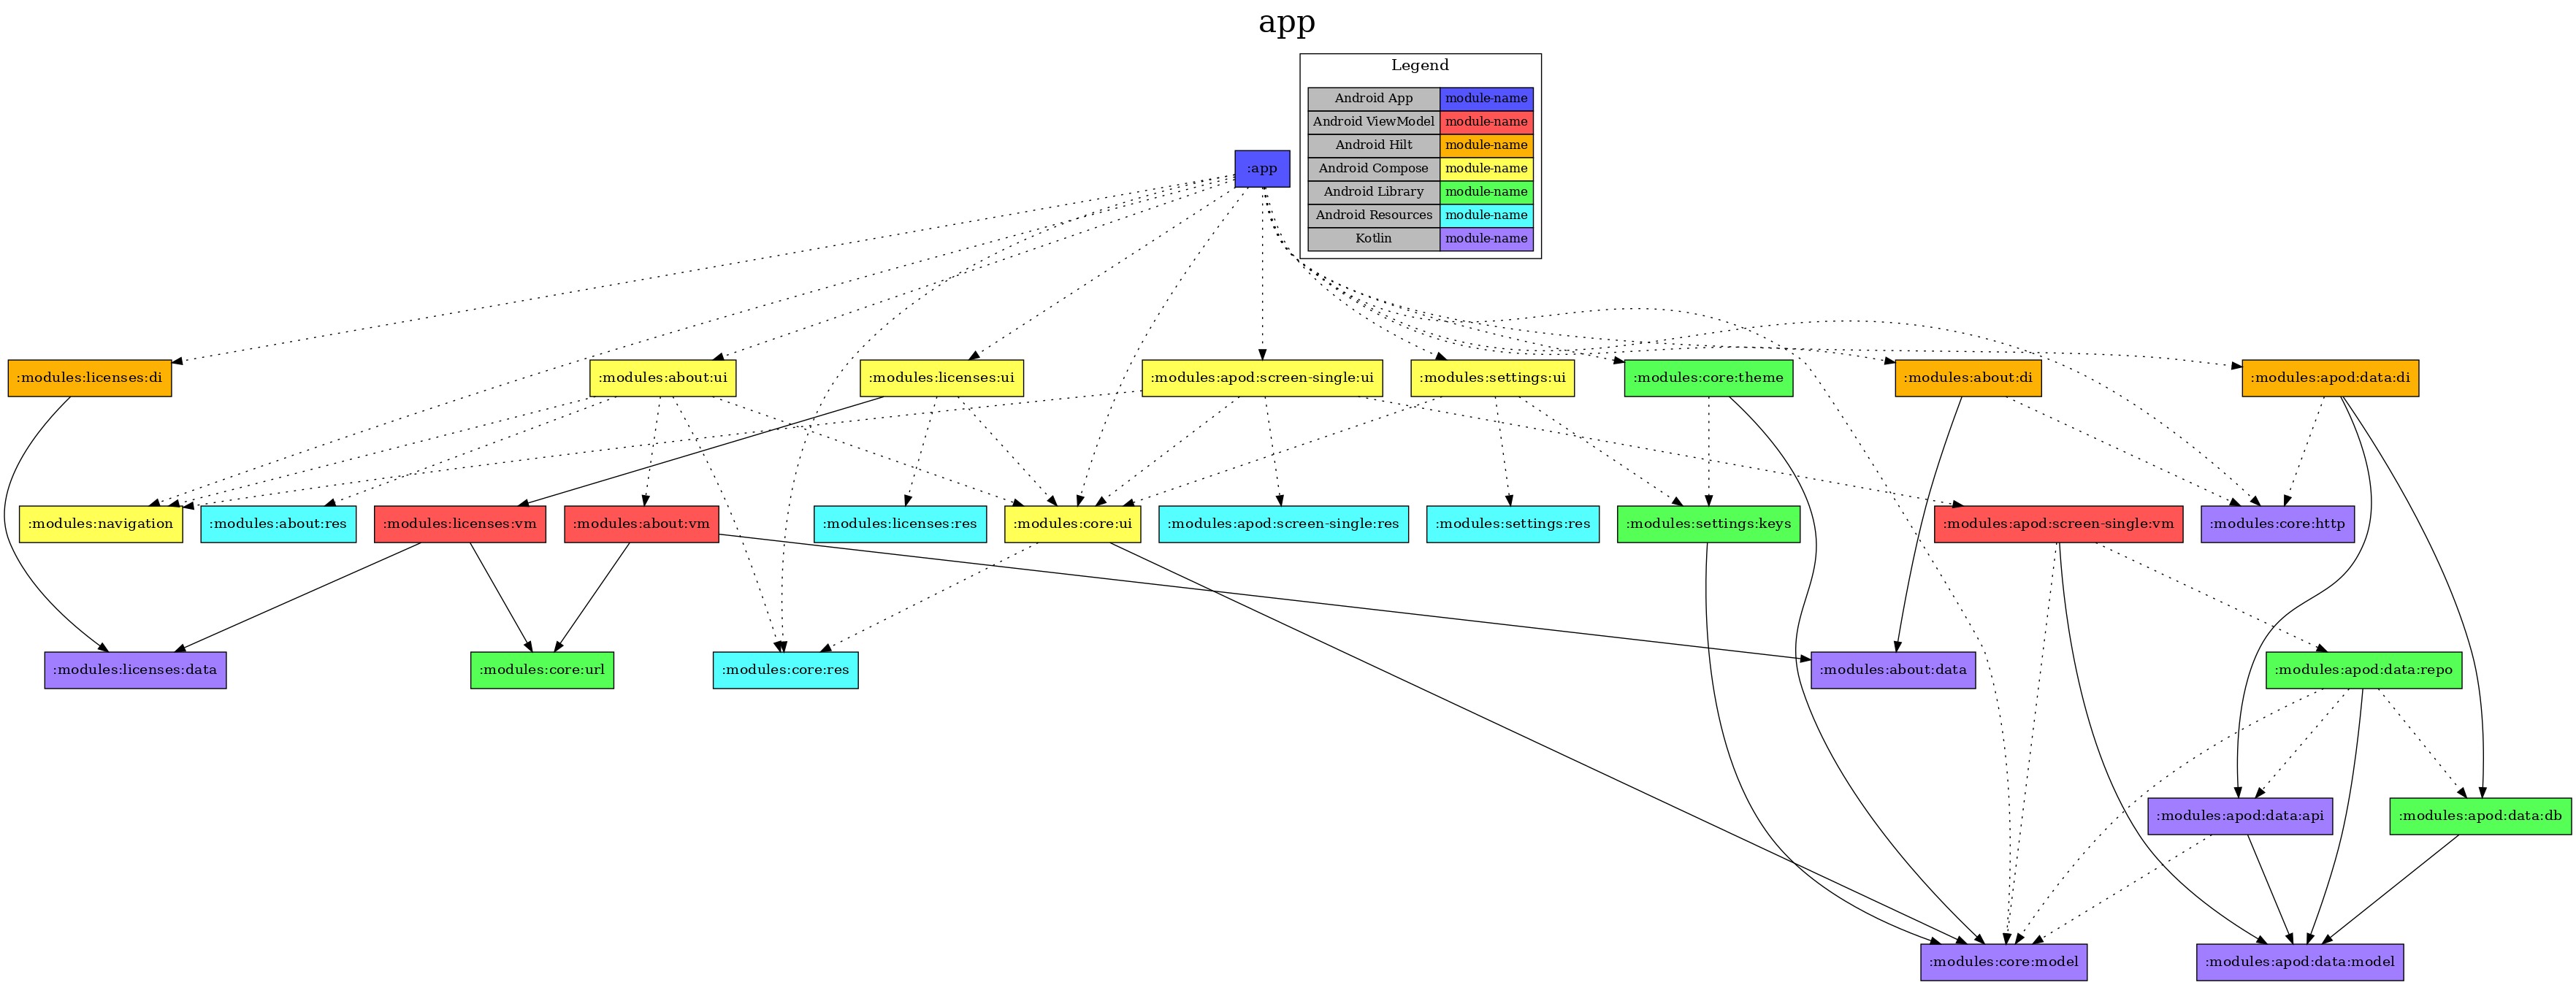 app
Legend
Android App module-name
Android ViewModel module-name
Android Hilt module-name
Android Compose module-name
Android Library module-name
Android Resources module-name
Kotlin module-name
:app
:modules:licenses:di
:modules:about:ui
:modules:licenses:ui
:modules:apod:screen-single:ui
:modules:settings:ui
:modules:core:theme
:modules:about:di
:modules:apod:data:di
:modules:navigation
:modules:about:res
:modules:licenses:vm
:modules:about:vm
:modules:licenses:res
:modules:core:ui
:modules:apod:screen-single:res
:modules:settings:res
:modules:settings:keys
:modules:apod:screen-single:vm
:modules:core:http
:modules:licenses:data
:modules:core:url
:modules:core:res
:modules:about:data
:modules:apod:data:repo
:modules:apod:data:api
:modules:apod:data:db
:modules:core:model
:modules:apod:data:model